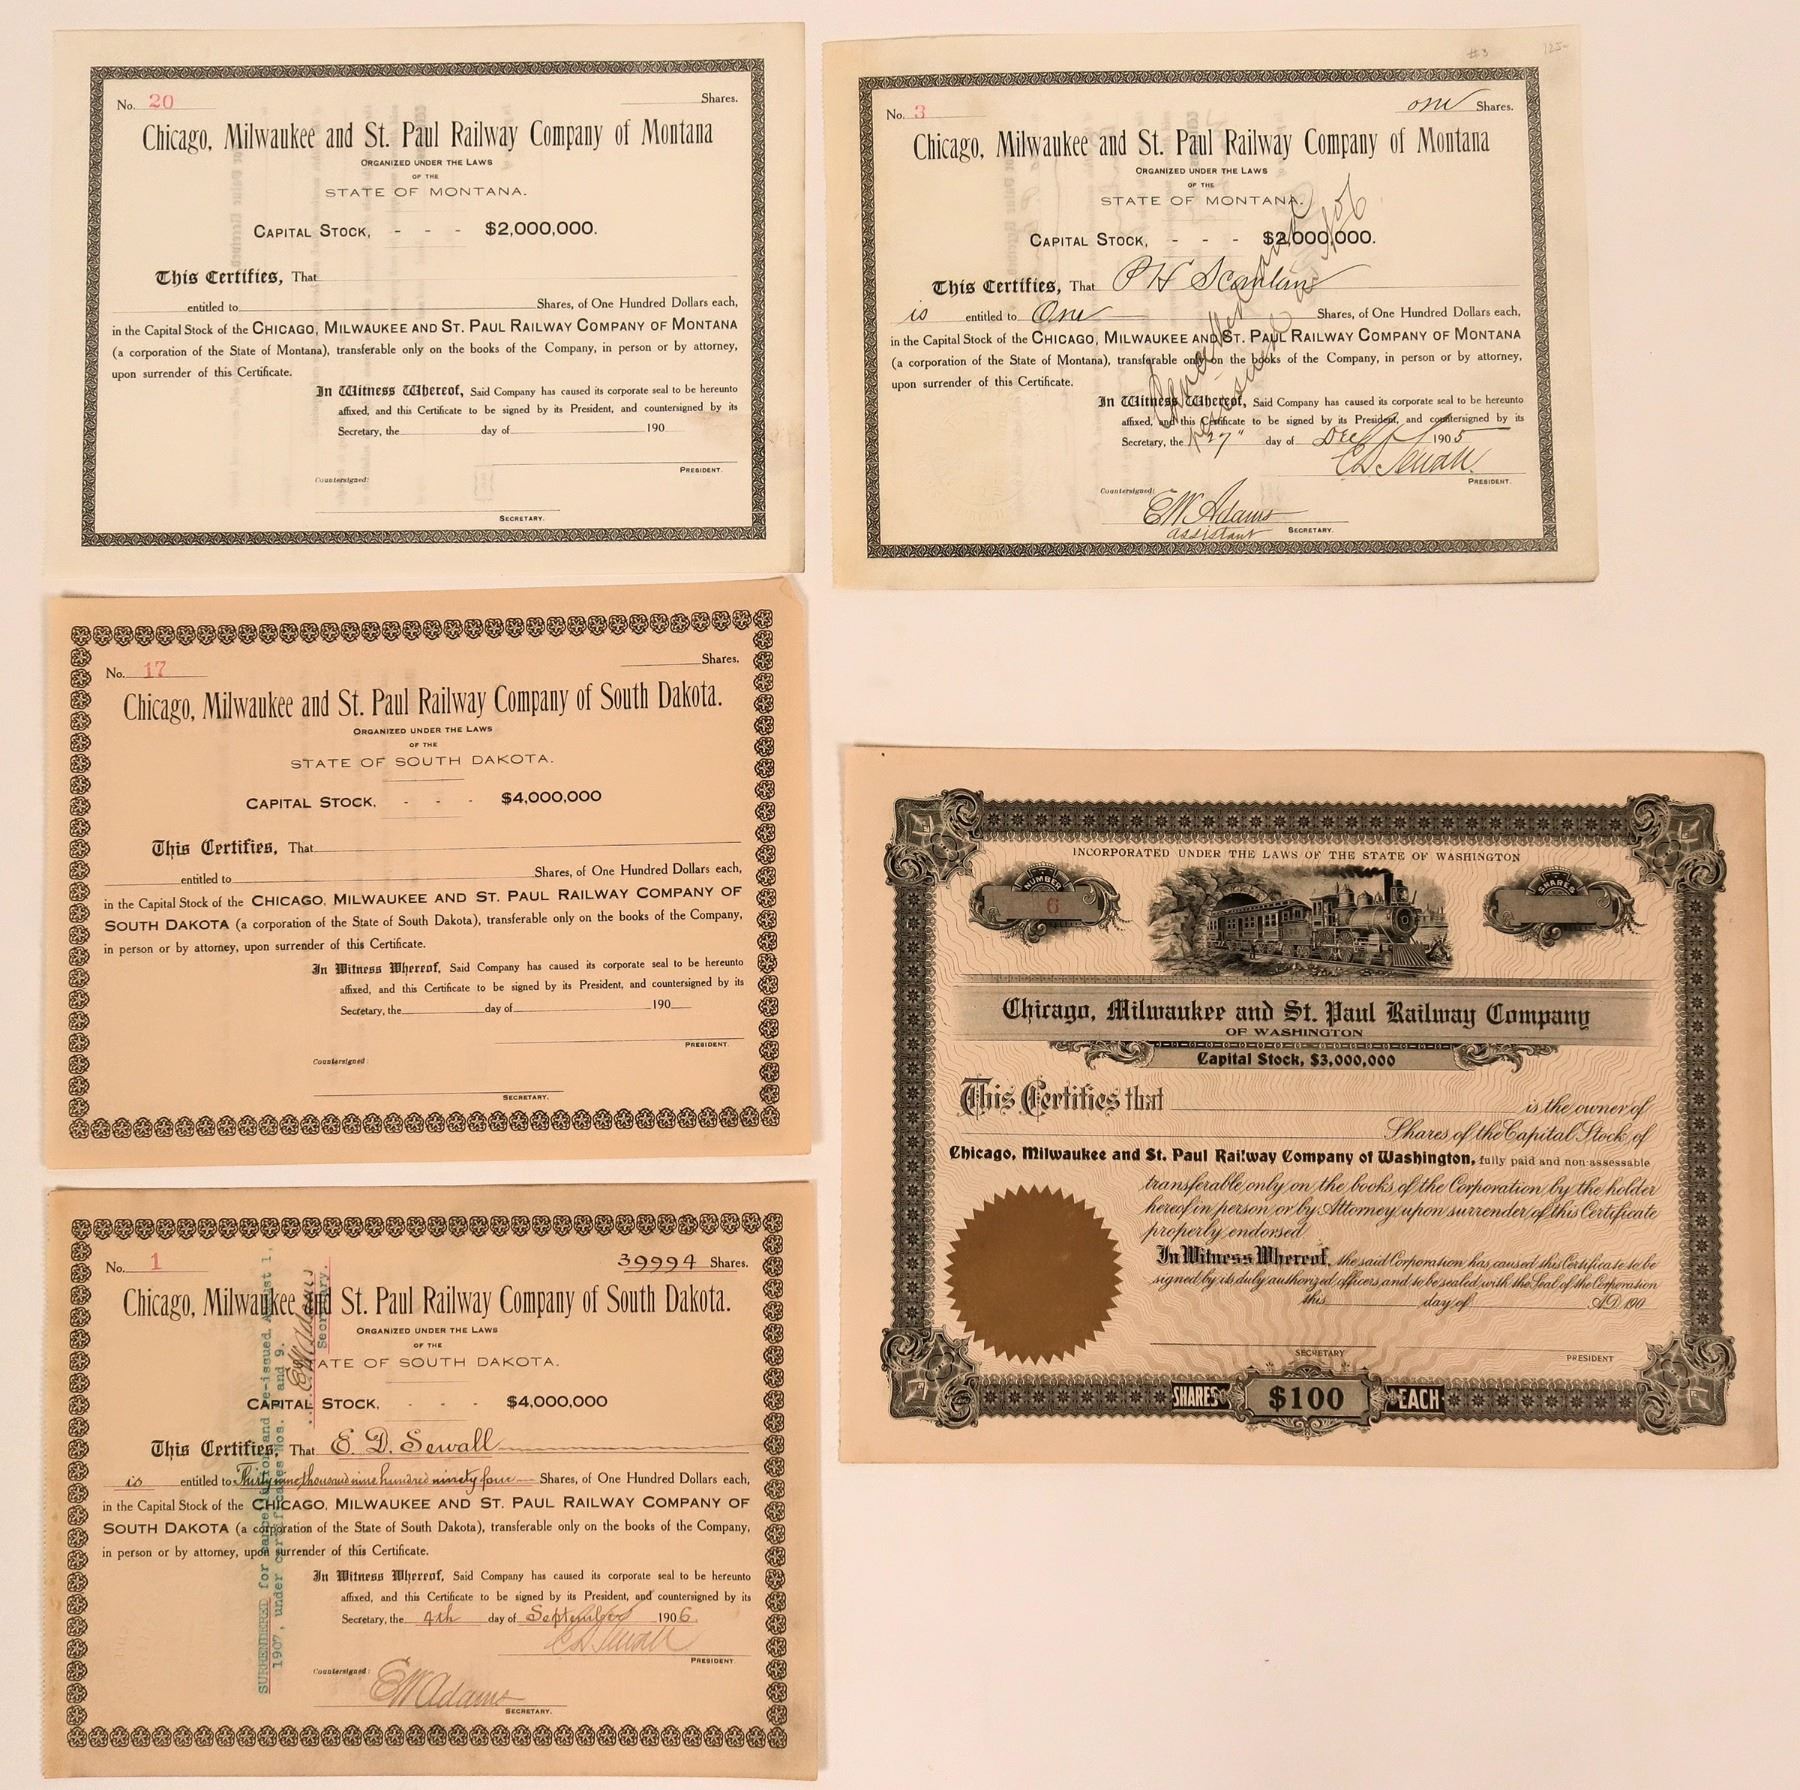 No. 20 Shares.
Chicago, Milwaukee and St. Paul Railway Company of Montana
ORGANIZED UNDER THE LAWS
OF THE
STATE OF MONTANA.
CAPITAL STOCK, - - - $2,000,000.
This Certifies, That
entitled to Shares, of One Hundred Dollars each,
in the Capital Stock of the CHICAGO, MILWAUKEE AND ST. PAUL RAILWAY COMPANY OF MONTANA
(a corporation of the State of Montana), transferable only on the books of the Company, in person or by attorney,
upon surrender of this Certificate.
In Witness Whereof, Said Company has caused its corporate seal to be hereunto
affixed, and this Certificate to be signed by its President, and countersigned by its
Secretary, the day of 190
PRESIDENT.
Countersigned:
SECRETARY.
#3 125-
No. 3 one Shares.
Chicago, Milwaukee and St. Paul Railway Company of Montana
ORGANIZED UNDER THE LAWS
OF THE
STATE OF MONTANA.
CAPITAL STOCK, - - - $2,000,000.
This Certifies, That P H Scanlan
is entitled to One Shares, of One Hundred Dollars each,
in the Capital Stock of the CHICAGO, MILWAUKEE AND ST. PAUL RAILWAY COMPANY OF MONTANA
(a corporation of the State of Montana), transferable only on the books of the Company, in person or by attorney,
upon surrender of this Certificate.
In Witness Whereof, Said Company has caused its corporate seal to be hereunto
affixed, and this Certificate to be signed by its President, and countersigned by its
Secretary, the 27" day of Dec 1905
E.D. Sewall
PRESIDENT.
Countersigned:
EW Adams
assistant SECRETARY.
No. 17 Shares.
Chicago, Milwaukee and St. Paul Railway Company of South Dakota.
ORGANIZED UNDER THE LAWS
OF THE
STATE OF SOUTH DAKOTA.
CAPITAL STOCK, - - - $4,000,000
This Certifies, That
entitled to Shares, of One Hundred Dollars each,
in the Capital Stock of the CHICAGO, MILWAUKEE AND ST. PAUL RAILWAY COMPANY OF
SOUTH DAKOTA (a corporation of the State of South Dakota), transferable only on the books of the Company,
in person or by attorney, upon surrender of this Certificate.
In Witness Whereof, Said Company has caused its corporate seal to be hereunto
affixed, and this Certificate to be signed by its President, and countersigned by its
Secretary, the day of 190
PRESIDENT.
Countersigned:
SECRETARY.
INCORPORATED UNDER THE LAWS OF THE STATE OF WASHINGTON
NUMBER
6
SHARES
Chicago, Milwaukee and St. Paul Railway Company
OF WASHINGTON
Capital Stock, $3,000,000
This Certifies that is the owner of
Shares of the Capital Stock of
Chicago, Milwaukee and St. Paul Railway Company of Washington, fully paid and non-assessable
transferable only on the books of the Corporation by the holder
hereof in person or by Attorney upon surrender of this Certificate
properly endorsed
In Witness Whereof, the said Corporation has caused this Certificate to be
signed by its duly authorized officers and to be sealed with the Seal of the Corporation
this day of A.D. 190
SECRETARY
PRESIDENT
SHARES $100 EACH
No. 1 39994 Shares.
Chicago, Milwaukee and St. Paul Railway Company of South Dakota.
ORGANIZED UNDER THE LAWS
OF THE
STATE OF SOUTH DAKOTA.
CAPITAL STOCK, - - - $4,000,000
This Certifies, That E. D. Sewall
is entitled to Thirty nine thousand nine hundred ninety four Shares, of One Hundred Dollars each,
in the Capital Stock of the CHICAGO, MILWAUKEE AND ST. PAUL RAILWAY COMPANY OF
SOUTH DAKOTA (a corporation of the State of South Dakota), transferable only on the books of the Company,
in person or by attorney, upon surrender of this Certificate.
In Witness Whereof, Said Company has caused its corporate seal to be hereunto
affixed, and this Certificate to be signed by its President, and countersigned by its
Secretary, the 4th day of September 1906.
E.D. Sewall
PRESIDENT
Countersigned:
EW Adams
SECRETARY.
SURRENDERED for cancellation and re-issued August 1,
1907, under certificates Nos. and 9.
EW Adams
Secretary.